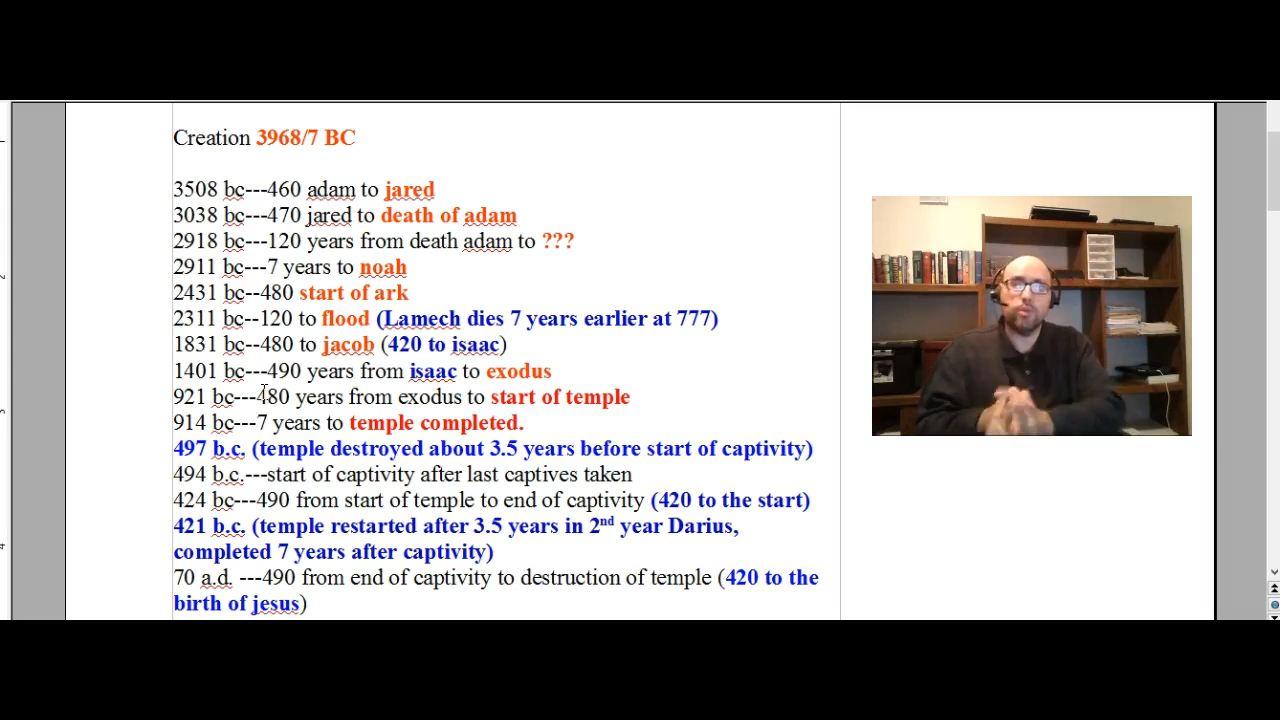 Creation 3968/7 BC
3508 bc---460 adam to jared
3038 bc---470 jared to death of adam
2918 bc---120 years from death adam to ???
2911 bc---7 years to noah
2431 bc---480 start of ark
2311 bc--120 to flood (Lamech dies 7 years earlier at 777)
1831 bc---480 to jacob (420 to isaac)
1401 bc---490 years from isaac to exodus
921 bc---480 years from exodus to start of temple
914 bc---7 years to temple completed.
497 b.c. (temple destroyed about 3.5 years before start of captivity)
494 b.c.---start of captivity after last captives taken
424 bc---490 from start of temple to end of captivity (420 to the start)
421 b.c. (temple restarted after 3.5 years in 2nd year Darius,
completed 7 years after captivity)
70 a.d. ---490 from end of captivity to destruction of temple (420 to the
birth of jesus)